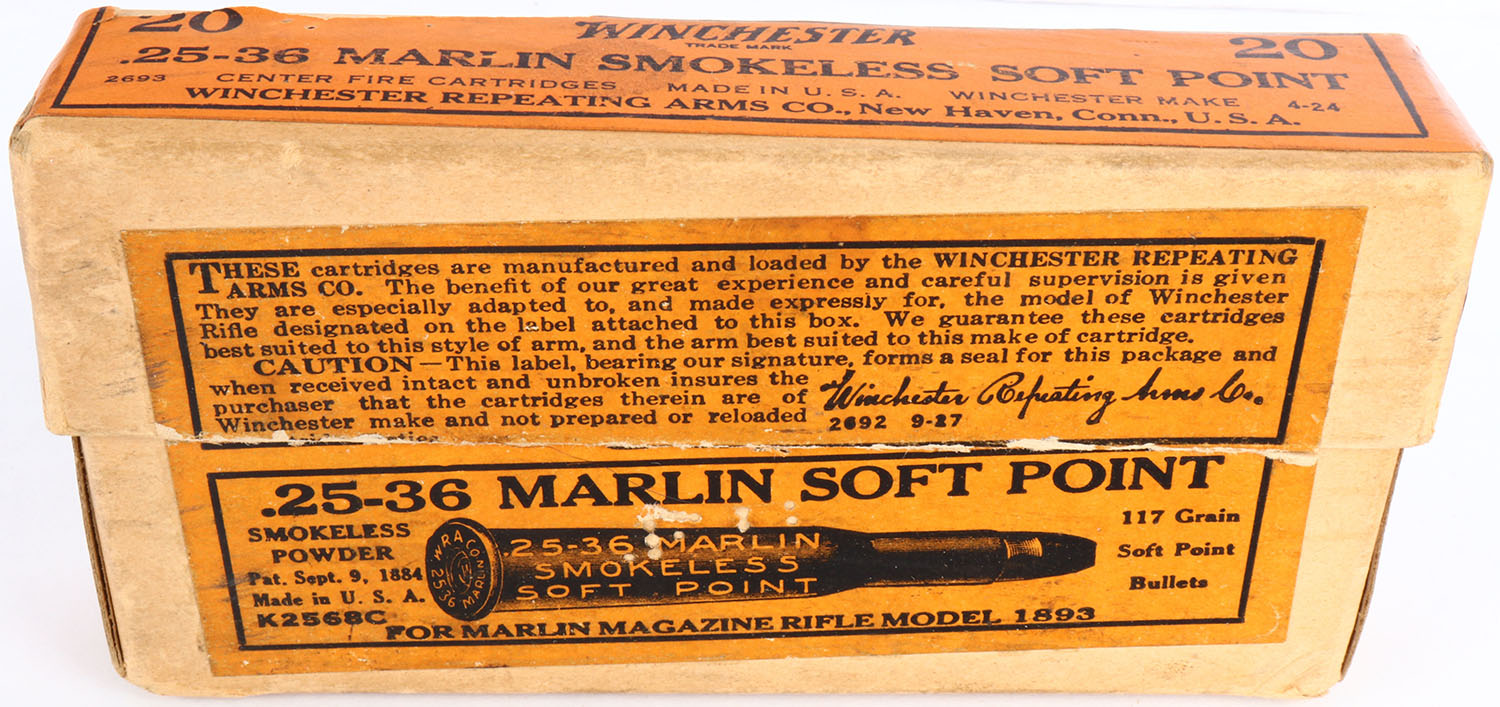 20 WINCHESTER 20
TRADE MARK
.25-36 MARLIN SMOKELESS SOFT POINT
2693 CENTER FIRE CARTRIDGES MADE IN U. S. A. WINCHESTER MAKE 4-24
WINCHESTER REPEATING ARMS CO., New Haven, Conn., U. S. A.
THESE cartridges are manufactured and loaded by the WINCHESTER REPEATING
ARMS CO. The benefit of our great experience and careful supervision is given
They are especially adapted to, and made expressly for, the model of Winchester
Rifle designated on the label attached to this box. We guarantee these cartridges
best suited to this style of arm, and the arm best suited to this make of cartridge.
CAUTION—This label, bearing our signature, forms a seal for this package and
when received intact and unbroken insures the
purchaser that the cartridges therein are of
Winchester make and not prepared or reloaded
Winchester Repeating Arms Co.
2692 9-27
.25-36 MARLIN SOFT POINT
SMOKELESS
POWDER
Pat. Sept. 9, 1884
Made in U. S. A.
K2568C
W.R.A.CO.
25-36 MARLIN
.25-36 MARLIN
SMOKELESS
SOFT POINT
117 Grain
Soft Point
Bullets
FOR MARLIN MAGAZINE RIFLE MODEL 1893